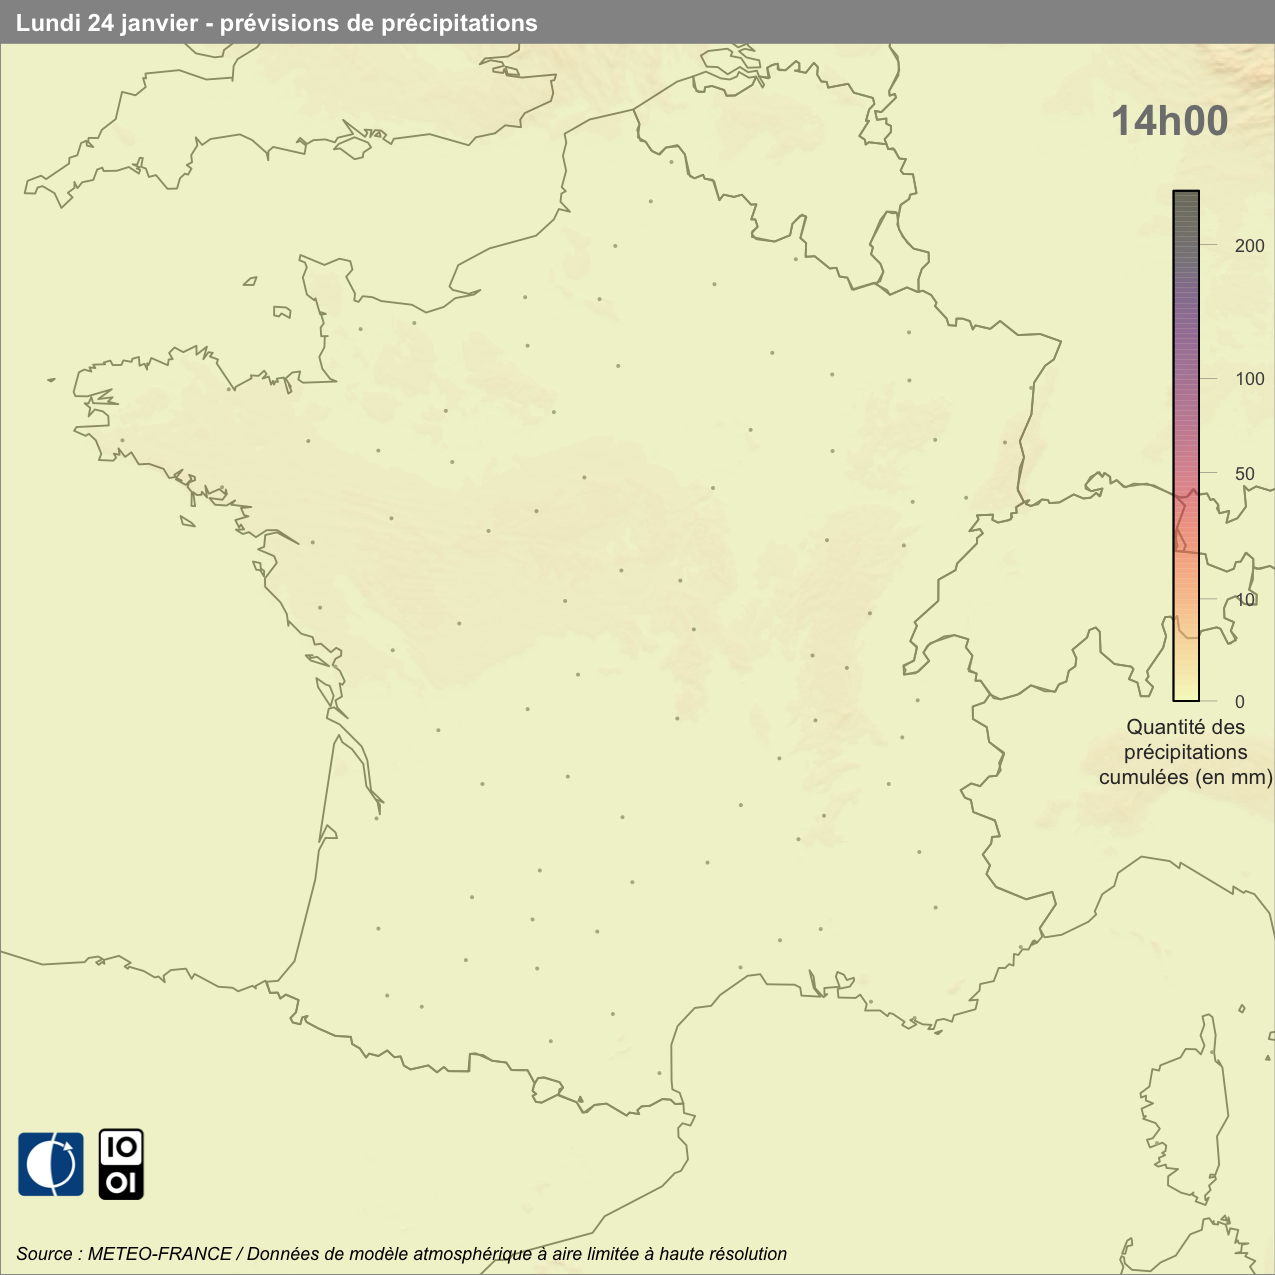 Lundi 24 janvier - prévisions de précipitations
14h00
200
100
50
10
0
Quantité des
précipitations
cumulées (en mm)
IO
OI
Source : METEO-FRANCE / Données de modèle atmosphérique à aire limitée à haute résolution